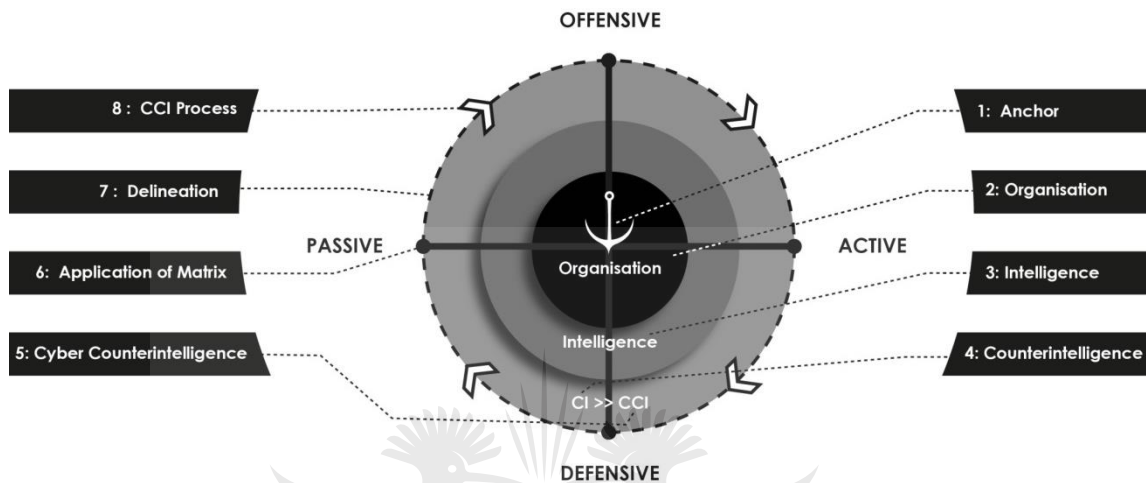 OFFENSIVE
8 : CCI Process
1: Anchor
7 : Delineation
2: Organisation
PASSIVE
ACTIVE
Organisation
6: Application of Matrix
3: Intelligence
Intelligence
5: Cyber Counterintelligence
4: Counterintelligence
CI >> CCI
DEFENSIVE